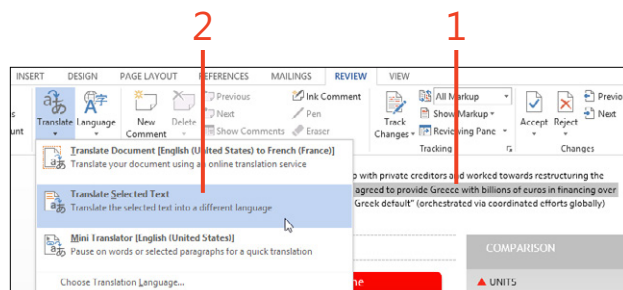 2 1
INSERT DESIGN PAGE LAYOUT REFERENCES MAILINGS REVIEW VIEW
Previous Ink Comment All Markup Previo
Next Pen Show Markup Next
Translate Language New Comment Delete Show Comments Eraser Track Changes Reviewing Pane Accept Reject
unt
Tracking Changes
Translate Document [English (United States) to French (France)]
Translate your document using an online translation service
p with private creditors and worked towards restructuring the
Translate Selected Text
agreed to provide Greece with billions of euros in financing over
Translate the selected text into a different language
Greek default" (orchestrated via coordinated efforts globally)
Mini Translator [English (United States)]
Pause on words or selected paragraphs for a quick translation
COMPARISON
Choose Translation Language...
ne
UNITS